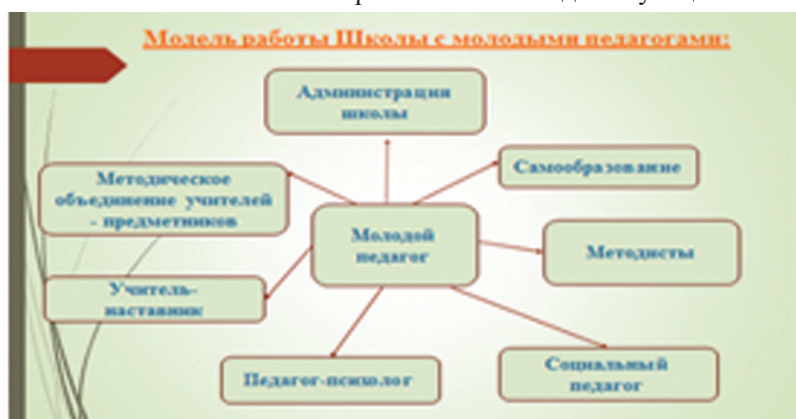 Модель работы Школы с молодыми педагогами:
Администрация
школы
Самообразование
Методическое
объединение учителей
- предметников
Молодой
педагог
Методисты
Учитель-
наставник
Педагог-психолог
Социальный
педагог